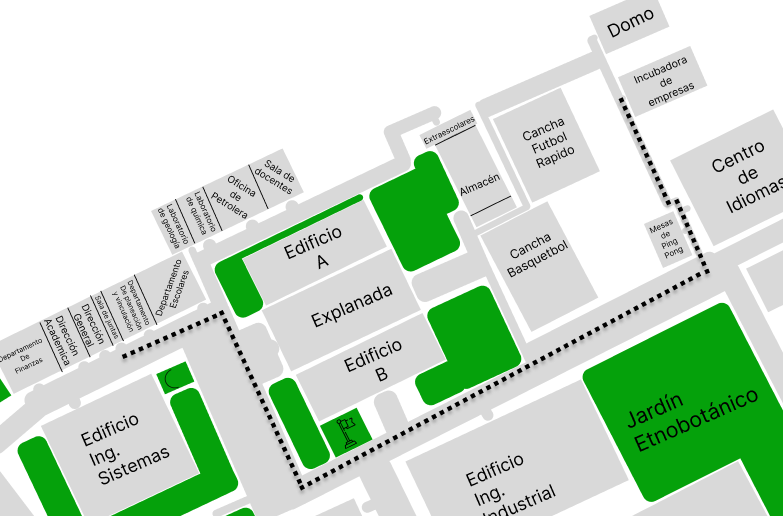 Domo
Incubadora
de
empresas
Centro
de
Idiomas
Extraescolares
Cancha
Futbol
Rapido
Almacén
Cancha
Basquetbol
Mesas
de
Ping
Pong
Sala de
docentes
Oficina
de
Petrolera
Laboratorio
de química
Laboratorio
de geología
Edificio
A
Explanada
Edificio
B
Departamento
Escolares
Departamento
De planeación
y vinculación
Sala de juntas
Dirección
General
Dirección
Academica
Departamento
De
Finanzas
Edificio
Ing.
Sistemas
Edificio
Ing.
Industrial
Jardín
Etnobotánico